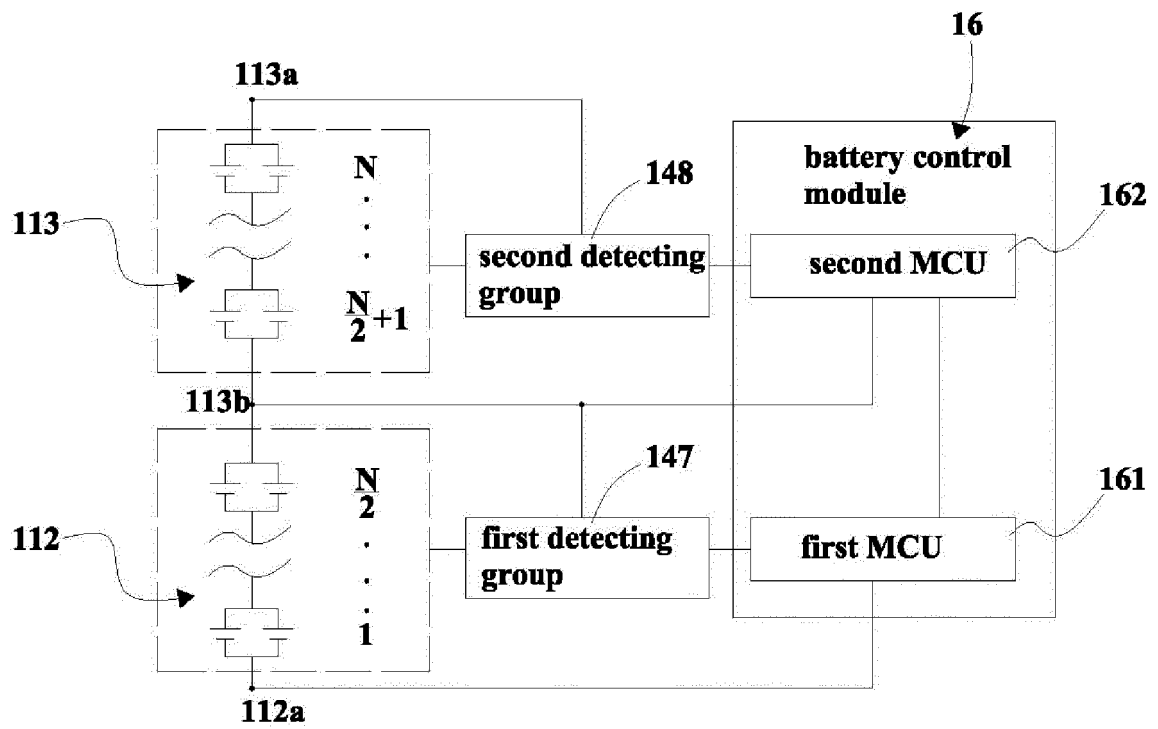 16
113a
battery control
module
N
148
162
113
second detecting
group
second MCU
N/2+1
113b
147
161
N/2
112
first detecting
group
first MCU
1
112a